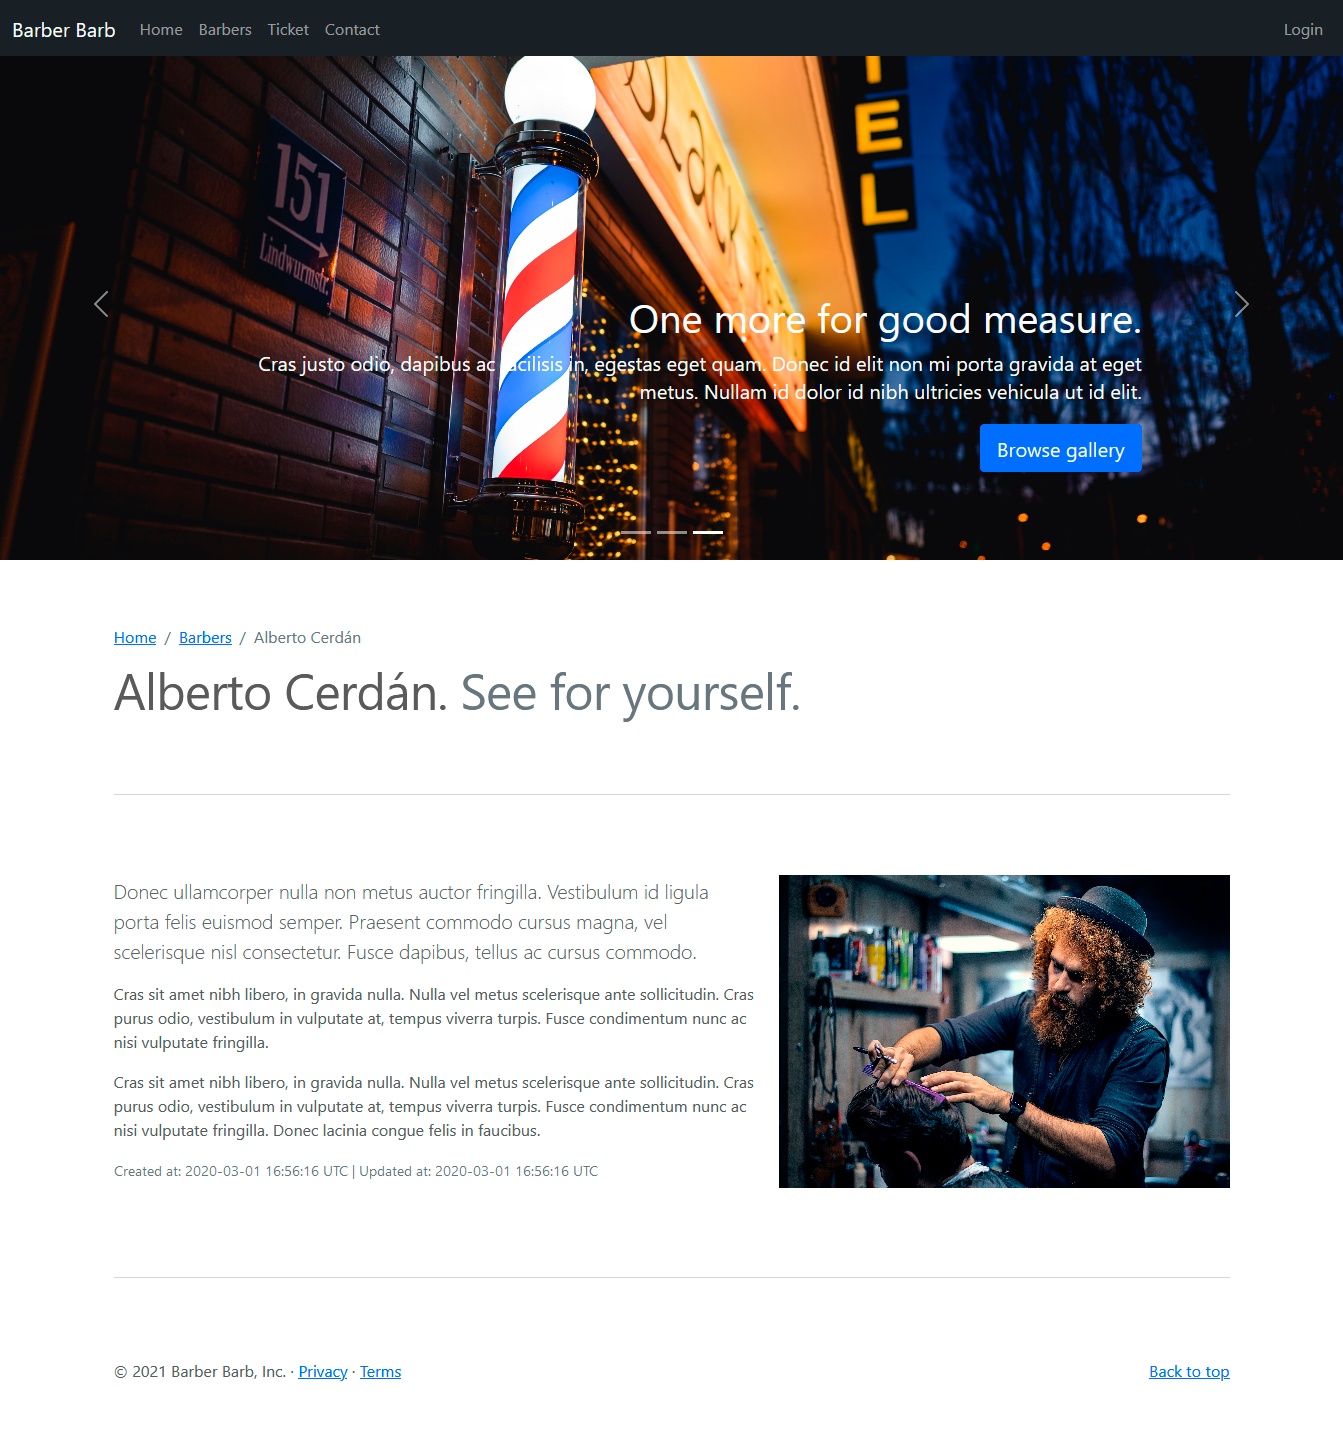 Barber Barb Home Barbers Ticket Contact Login
151
Lindwurmstr.
EL
One more for good measure.
Cras justo odio, dapibus ac facilisis in, egestas eget quam. Donec id elit non mi porta gravida at eget
metus. Nullam id dolor id nibh ultricies vehicula ut id elit.
Browse gallery
Home / Barbers / Alberto Cerdán
Alberto Cerdán. See for yourself.
Donec ullamcorper nulla non metus auctor fringilla. Vestibulum id ligula
porta felis euismod semper. Praesent commodo cursus magna, vel
scelerisque nisl consectetur. Fusce dapibus, tellus ac cursus commodo.
Cras sit amet nibh libero, in gravida nulla. Nulla vel metus scelerisque ante sollicitudin. Cras
purus odio, vestibulum in vulputate at, tempus viverra turpis. Fusce condimentum nunc ac
nisi vulputate fringilla.
Cras sit amet nibh libero, in gravida nulla. Nulla vel metus scelerisque ante sollicitudin. Cras
purus odio, vestibulum in vulputate at, tempus viverra turpis. Fusce condimentum nunc ac
nisi vulputate fringilla. Donec lacinia congue felis in faucibus.
Created at: 2020-03-01 16:56:16 UTC | Updated at: 2020-03-01 16:56:16 UTC
© 2021 Barber Barb, Inc. · Privacy · Terms Back to top